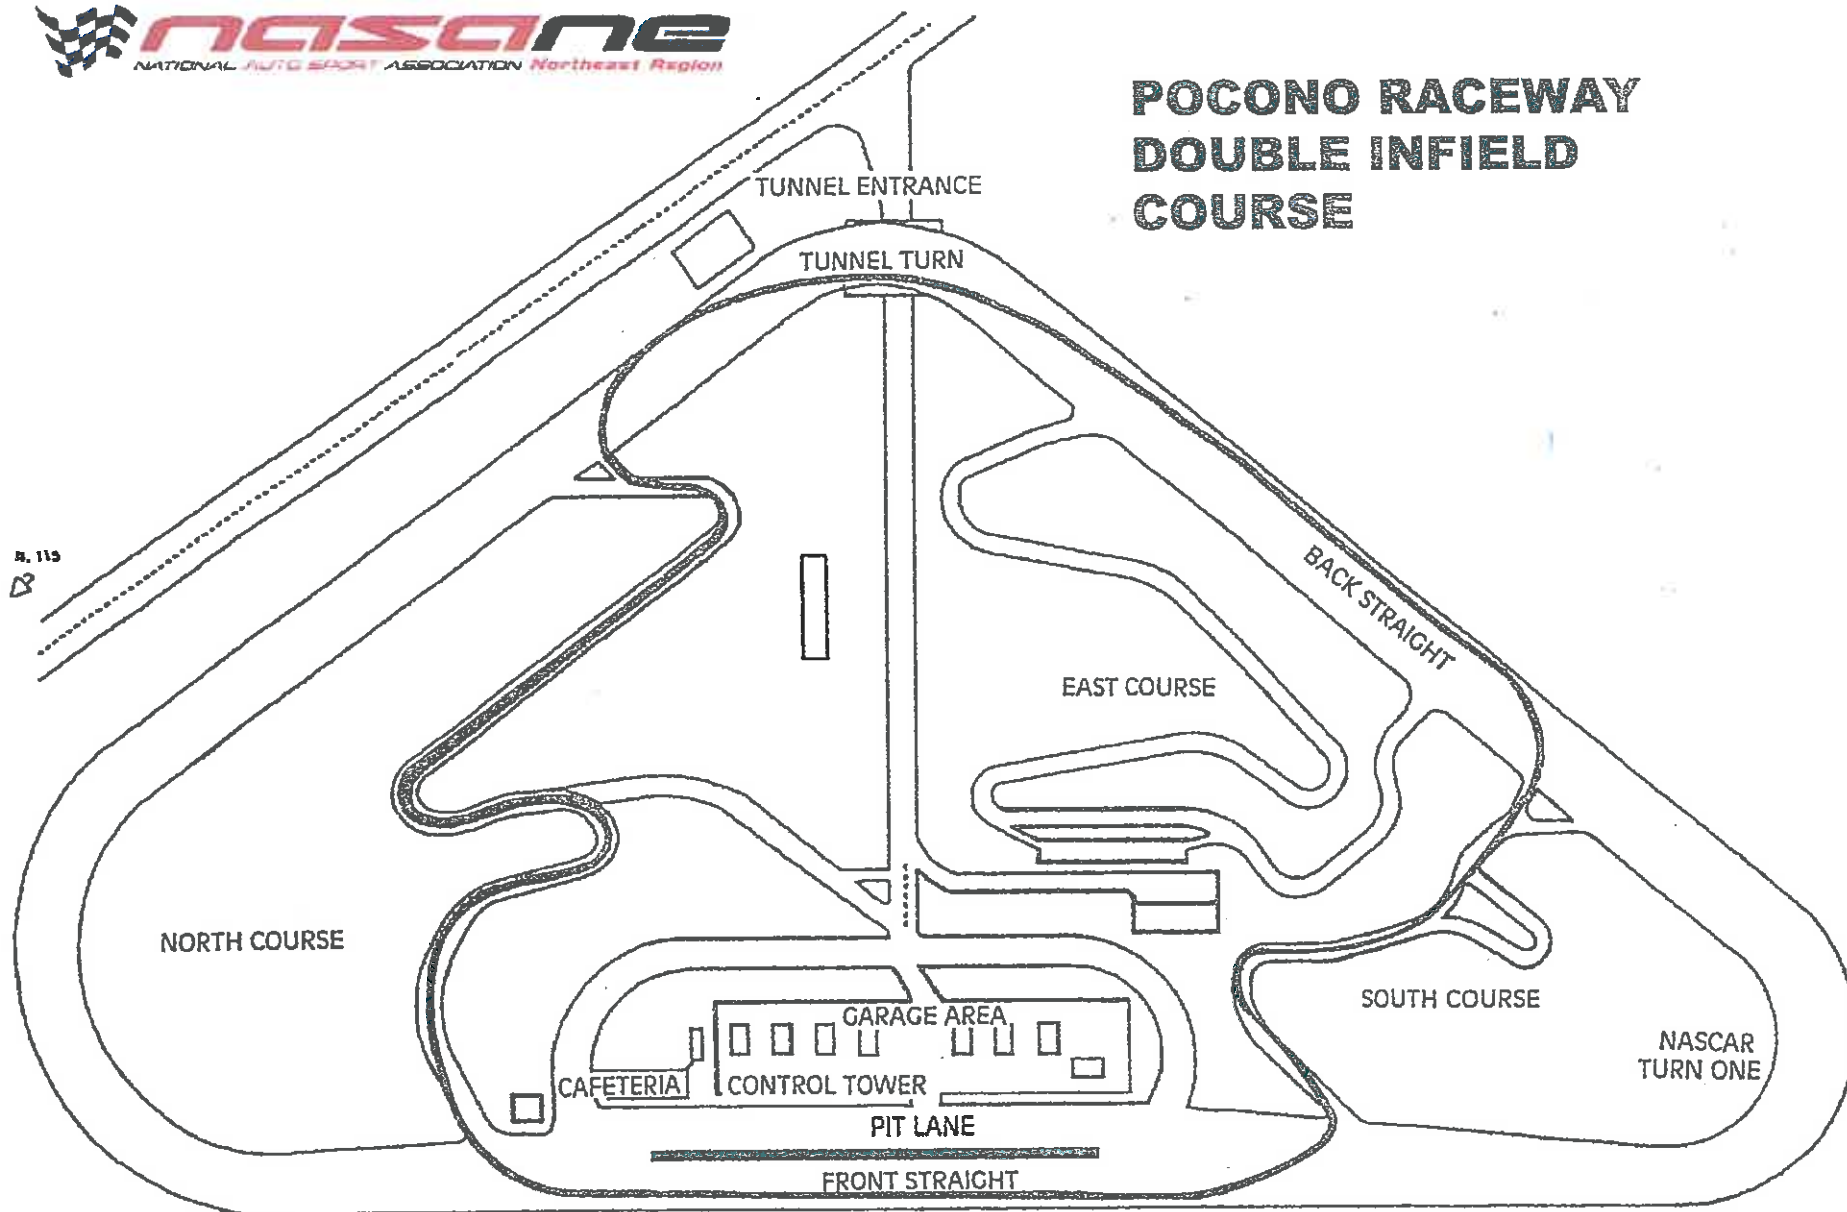 nasane
NATIONAL AUTO SPORT ASSOCIATION Northeast Region
POCONO RACEWAY
DOUBLE INFIELD
COURSE
TUNNEL ENTRANCE
TUNNEL TURN
BACK STRAIGHT
EAST COURSE
NORTH COURSE
SOUTH COURSE
GARAGE AREA
NASCAR
TURN ONE
CAFETERIA
CONTROL TOWER
PIT LANE
FRONT STRAIGHT